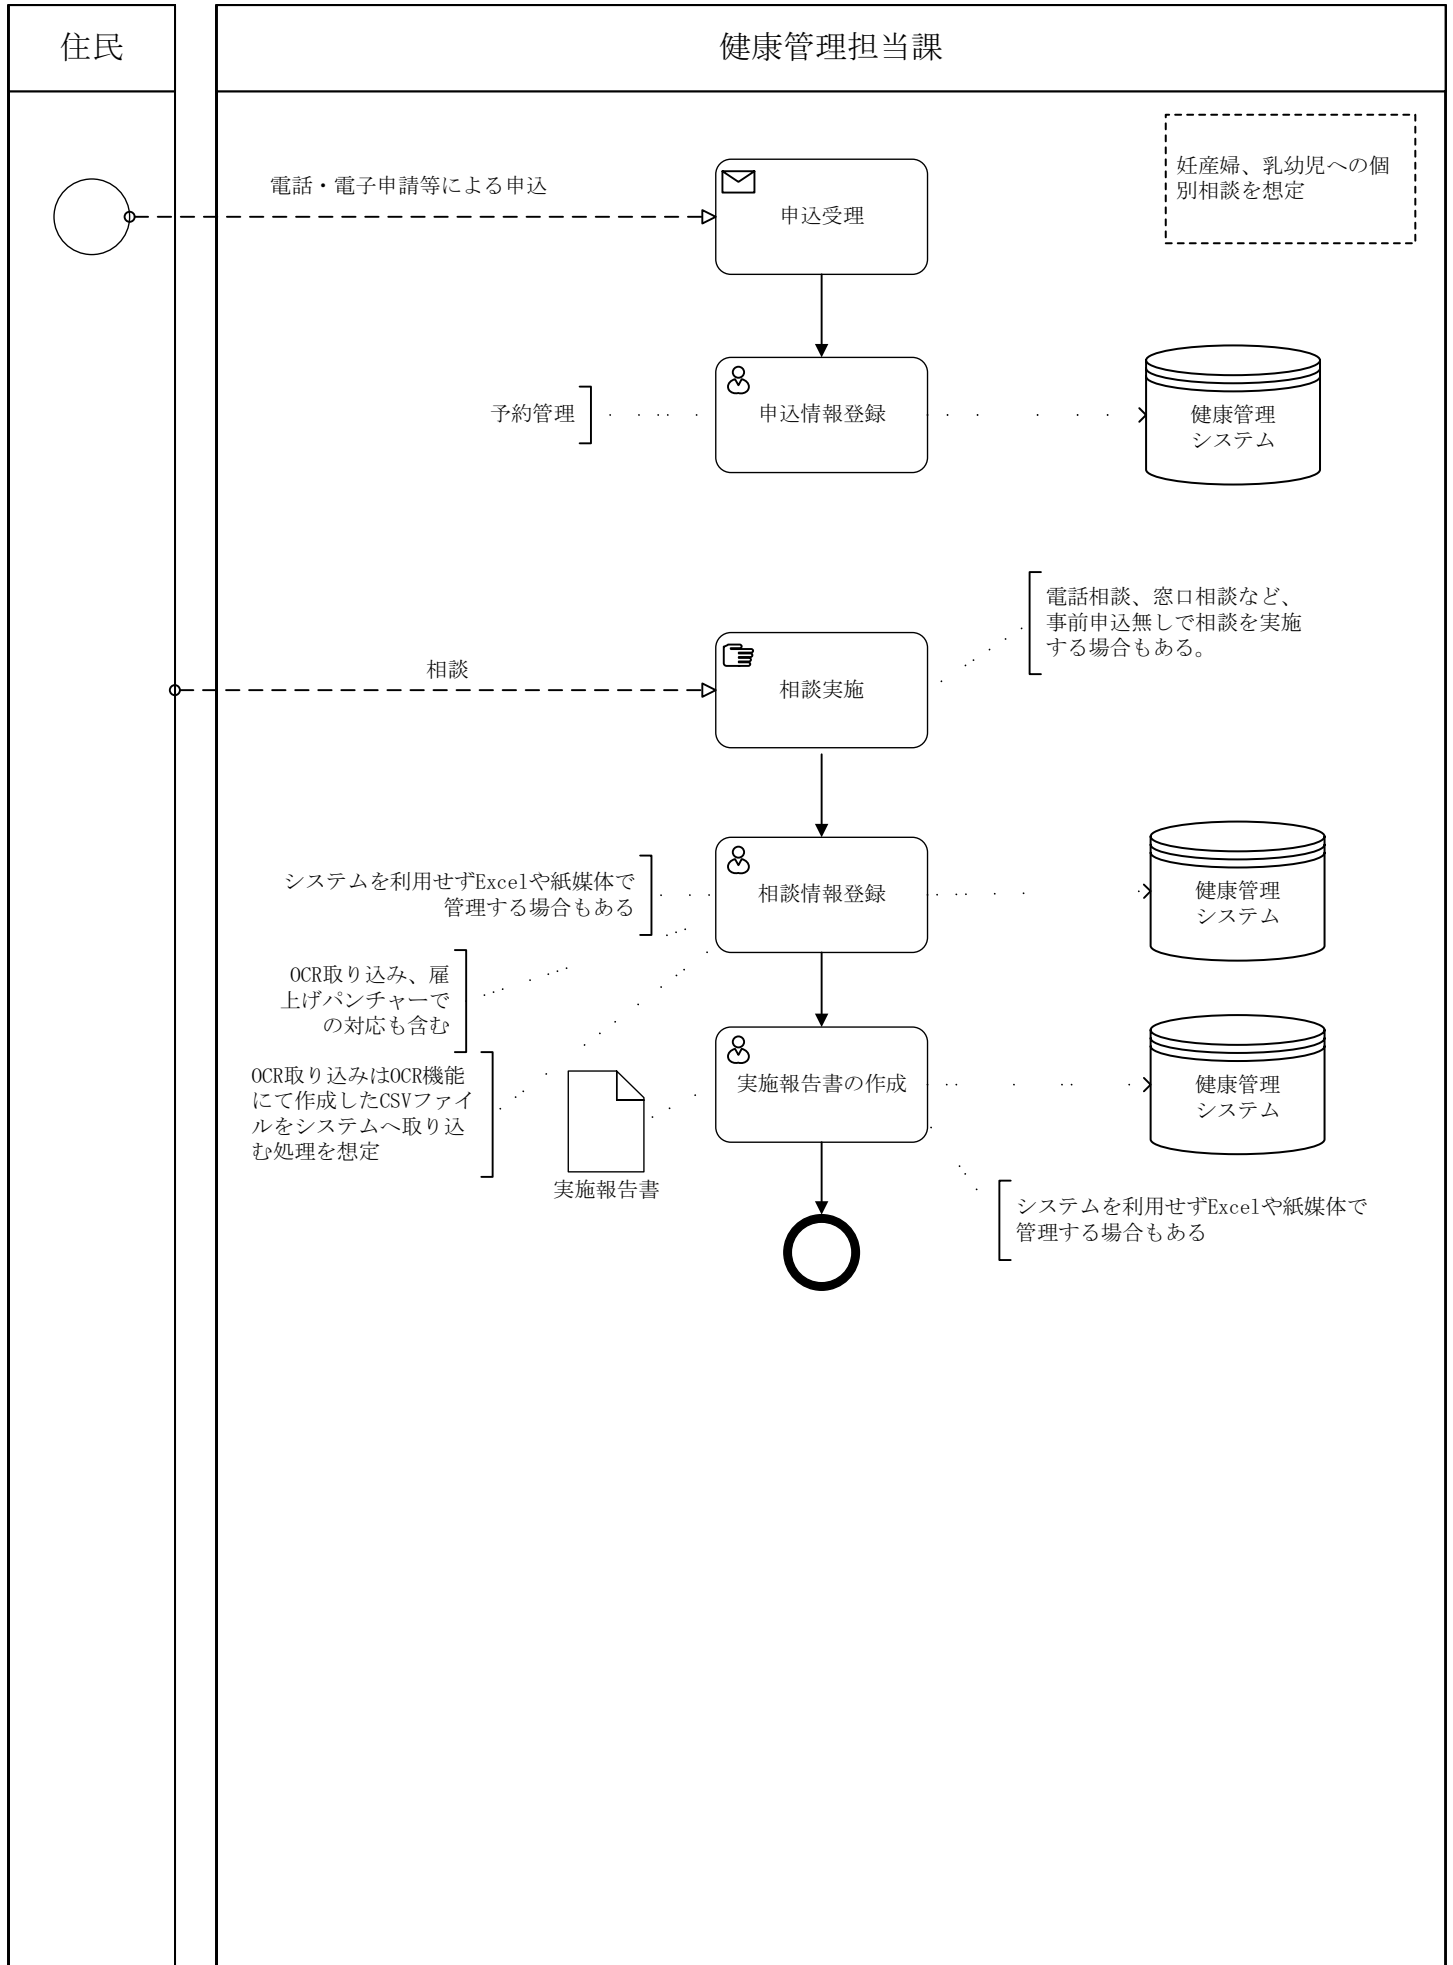 住民
健康管理担当課
妊産婦、乳幼児への個
別相談を想定
電話・電子申請等による申込
申込受理
予約管理
申込情報登録
健康管理
システム
電話相談、窓口相談など、
事前申込無しで相談を実施
する場合もある。
相談
相談実施
システムを利用せずExcelや紙媒体で
管理する場合もある
相談情報登録
健康管理
システム
OCR取り込み、雇
上げパンチャーで
の対応も含む
OCR取り込みはOCR機能
にて作成したCSVファイ
ルをシステムへ取り込
む処理を想定
実施報告書の作成
健康管理
システム
実施報告書
システムを利用せずExcelや紙媒体で
管理する場合もある